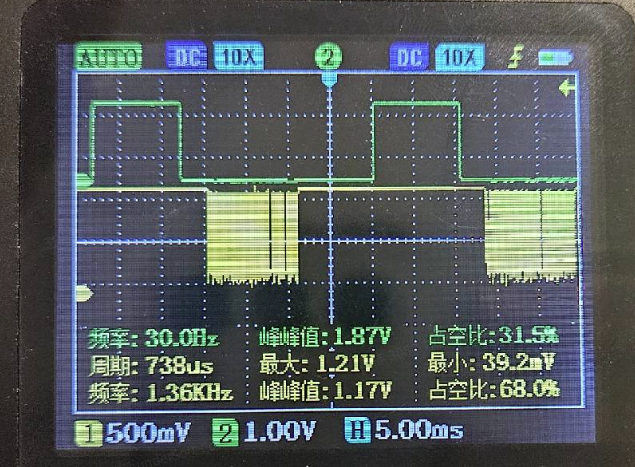 AUTO DC 10X 2 DC 10X
频率: 30.0Hz 峰峰值: 1.87V 占空比: 31.5%
周期: 738us 最大: 1.21V 最小: 39.2mV
频率: 1.36KHz 峰峰值: 1.17V 占空比: 68.0%
1 500mV 2 1.00V H 5.00ms